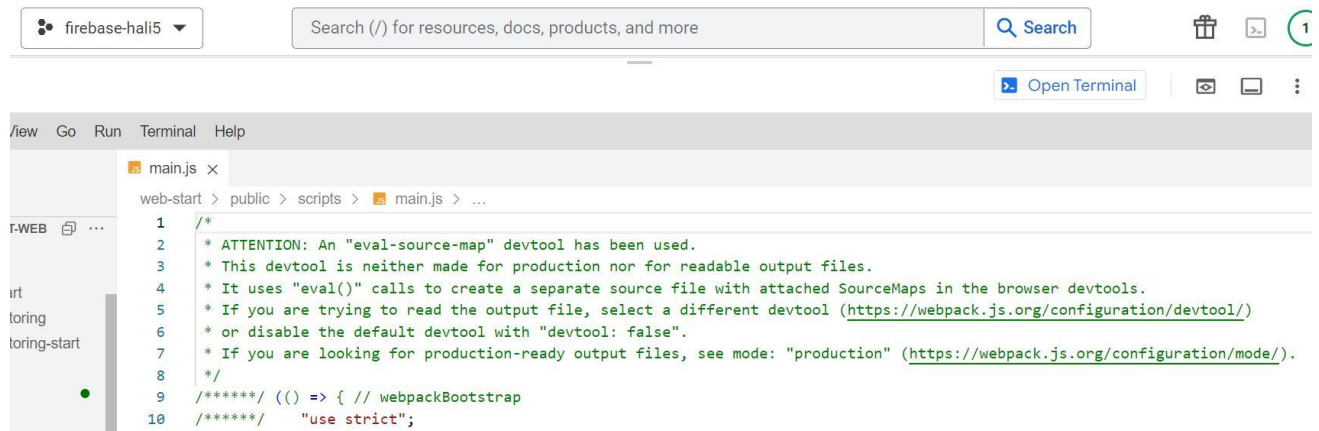 firebase-hali5
Search (/) for resources, docs, products, and more
Search
1
Open Terminal
View Go Run Terminal Help
JS main.js
web-start > public > scripts > JS main.js > ...
T-WEB ...
1 /*
2 * ATTENTION: An "eval-source-map" devtool has been used.
3 * This devtool is neither made for production nor for readable output files.
art
4 * It uses "eval()" calls to create a separate source file with attached SourceMaps in the browser devtools.
toring
5 * If you are trying to read the output file, select a different devtool (https://webpack.js.org/configuration/devtool/)
toring-start
6 * or disable the default devtool with "devtool: false".
7 * If you are looking for production-ready output files, see mode: "production" (https://webpack.js.org/configuration/mode/).
8 */
9 /******/ (() => { // webpackBootstrap
10 /******/ "use strict";